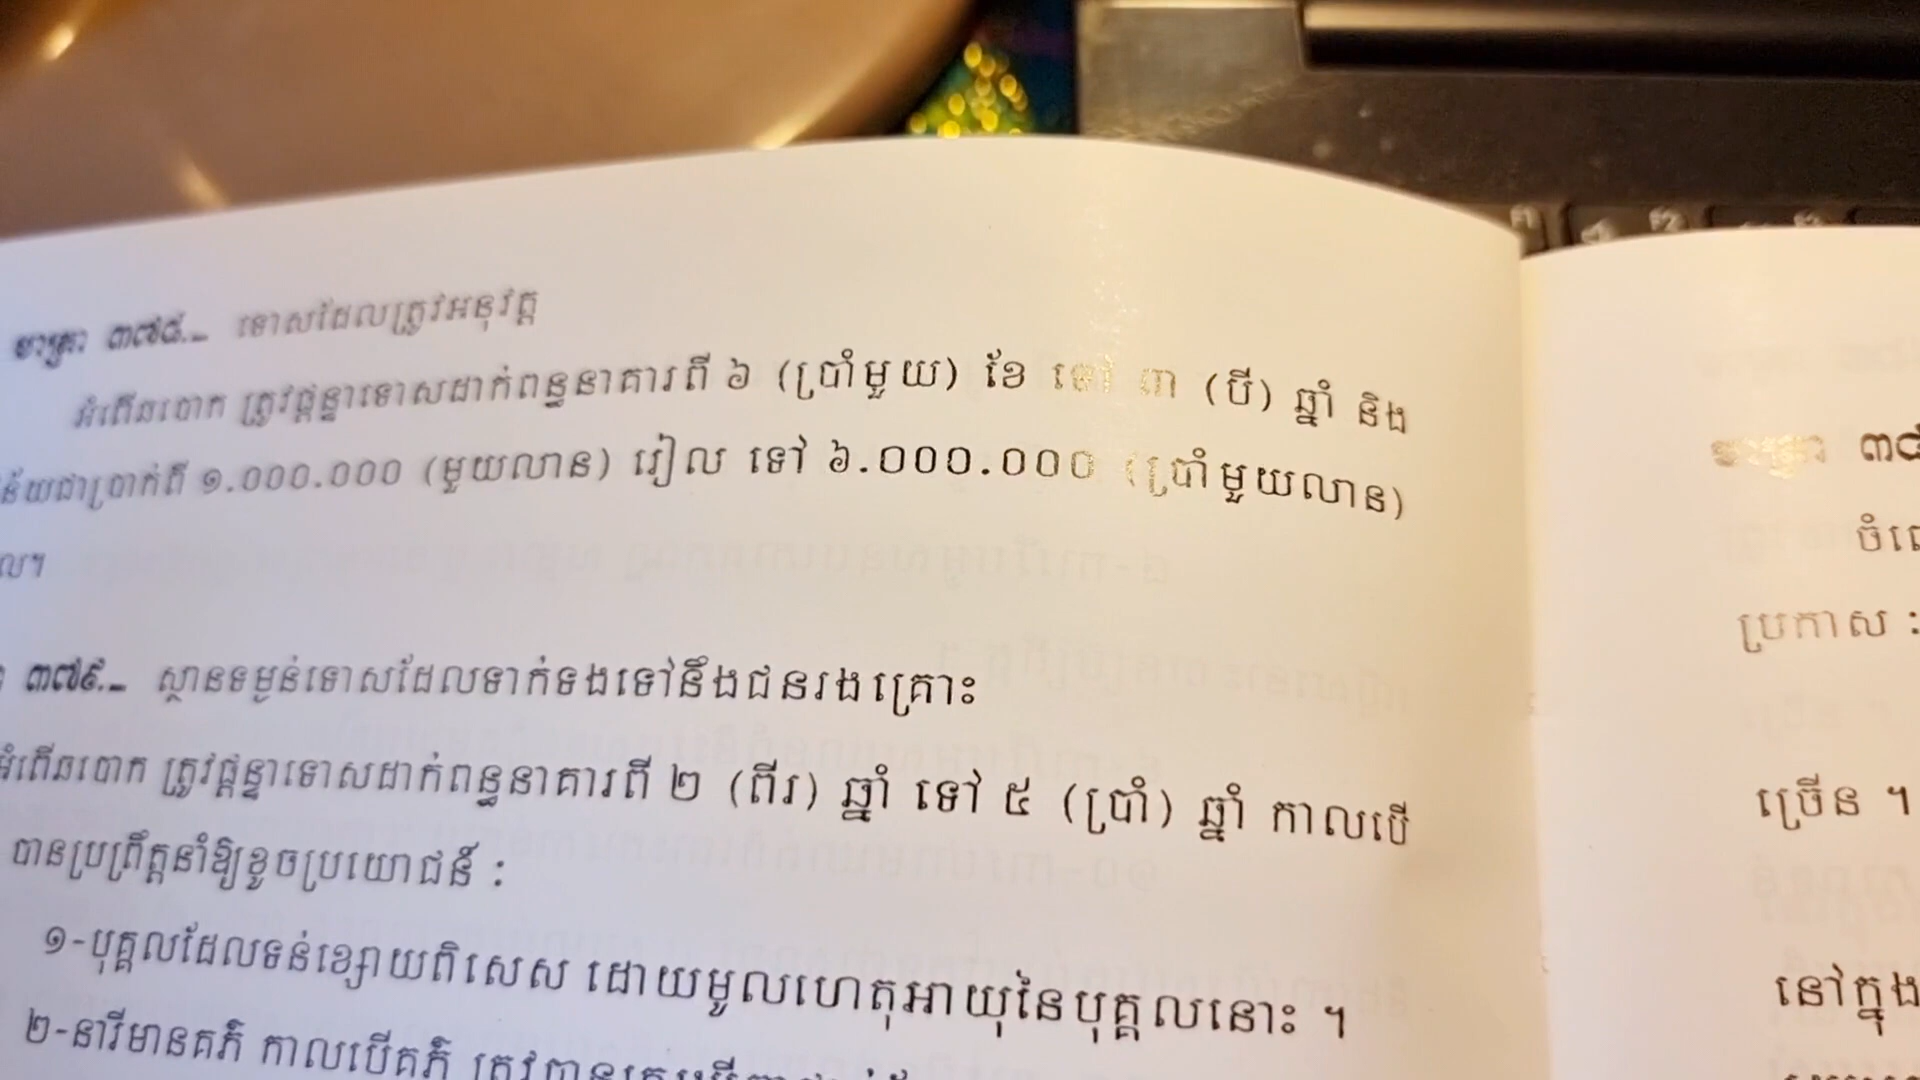 មាត្រា ៣៧៨._ ទោសដែលត្រូវអនុវត្ត
អំពើឆបោក ត្រូវផ្តន្ទាទោសដាក់ពន្ធនាគារពី ៦ (ប្រាំមួយ) ខែ ទៅ ៣ (បី) ឆ្នាំ និង
ន័យជាប្រាក់ពី ១.០០០.០០០ (មួយលាន) រៀល ទៅ ៦.០០០.០០០ (ប្រាំមួយលាន)
ល។
៣៧៩._ ស្ថានទម្ងន់ទោសដែលទាក់ទងទៅនឹងជនរងគ្រោះ
អំពើឆបោក ត្រូវផ្តន្ទាទោសដាក់ពន្ធនាគារពី ២ (ពីរ) ឆ្នាំ ទៅ ៥ (ប្រាំ) ឆ្នាំ កាលបើ
បានប្រព្រឹត្តនាំឱ្យខូចប្រយោជន៍ :
១-បុគ្គលដែលទន់ខ្សោយពិសេស ដោយមូលហេតុអាយុនៃបុគ្គលនោះ ។
២-នារីមានគភ៌ កាលបើគភ៌
មាត្រា ៣៨
ប្រកាស :
ច្រើន ។
នៅក្នុង